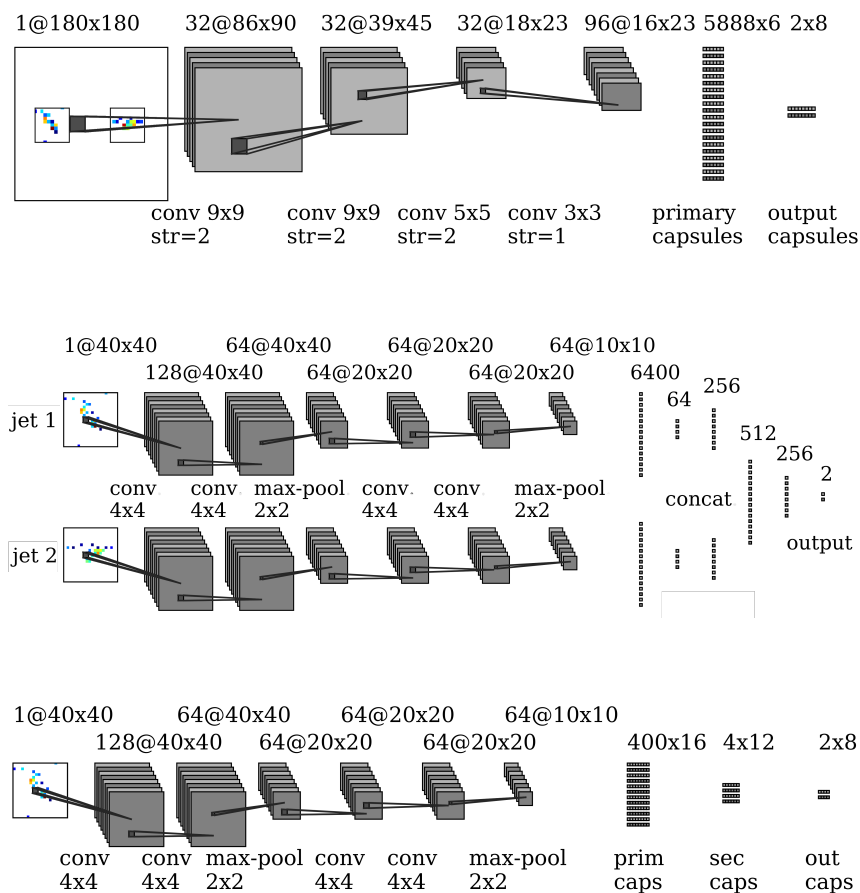 1@180x180 32@86x90 32@39x45 32@18x23 96@16x23 5888x6 2x8
conv 9x9 conv 9x9 conv 5x5 conv 3x3 primary output
str=2 str=2 str=2 str=1 capsules capsules
1@40x40 64@40x40 64@20x20 64@20x20 64@10x10
128@40x40 64@20x20 64@20x20 6400
64 256
jet 1
512
256
2
conv conv max-pool conv conv max-pool
4x4 4x4 2x2 4x4 4x4 2x2
concat
output
jet 2
1@40x40 64@40x40 64@20x20 64@10x10
128@40x40 64@20x20 64@20x20 400x16 4x12 2x8
conv conv max-pool conv conv max-pool prim sec out
4x4 4x4 2x2 4x4 4x4 2x2 caps caps caps